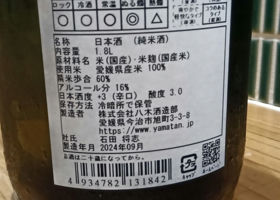 ロック 冷酒 常温 ぬる燗 熱燗
○ ◎ ○ ◎ △
名称 日本酒 (純米酒)
内容量 1.8L
原材料名 米(国産)・米麹(国産米)
使用米 愛媛県産米 100%
精米歩合 60%
アルコール分 16%
日本酒度 +3 (辛口) 酸度 3.0
保存方法 冷暗所で保管
製造者 株式会社八木酒造部
愛媛県今治市旭町3-3-8
https://www.yamatan.jp
杜氏 石田 将志
製造年月 2024年09月
お酒は二十歳になってから。
4 934782 131842